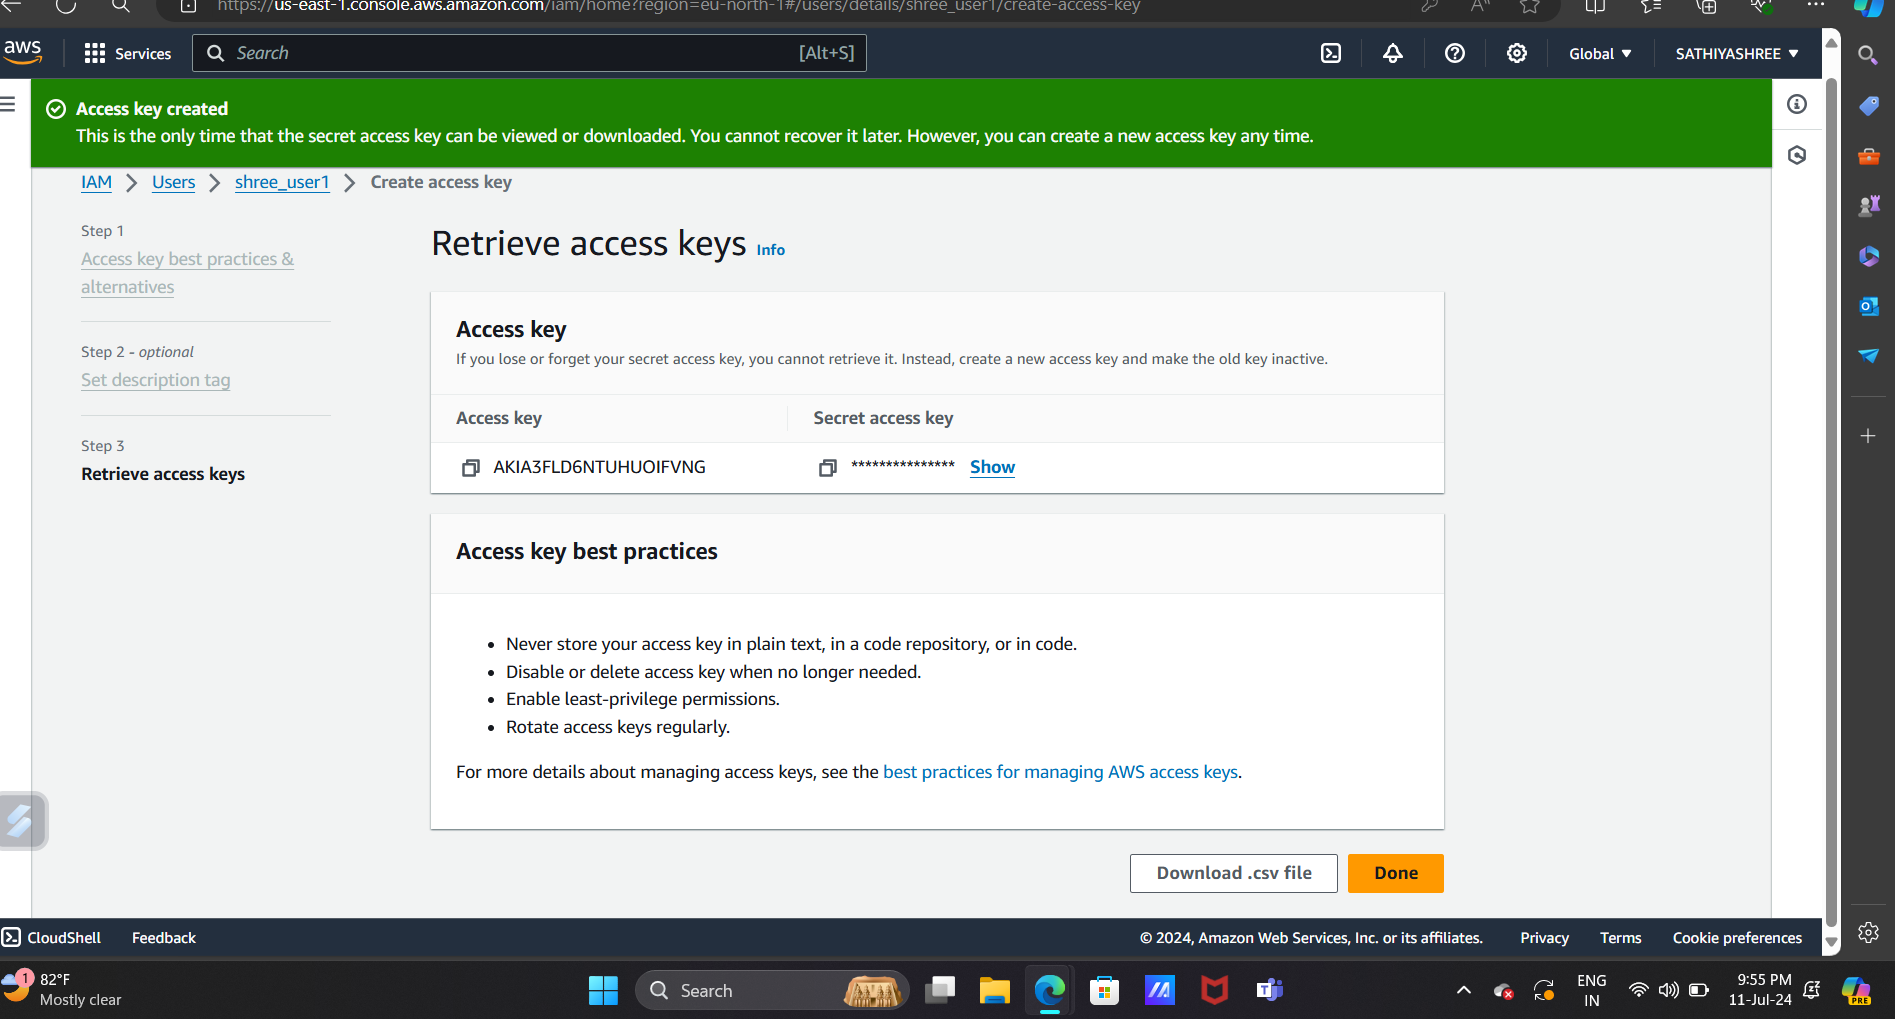 https://us-east-1.console.aws.amazon.com/iam/home?region=eu-north-1#/users/details/shree_user1/create-access-key
aws
Services
Search
[Alt+S]
Global
SATHIYASHREE
Access key created
This is the only time that the secret access key can be viewed or downloaded. You cannot recover it later. However, you can create a new access key any time.
IAM > Users > shree_user1 > Create access key
Step 1
Access key best practices &
alternatives
Step 2 - optional
Set description tag
Step 3
Retrieve access keys
Retrieve access keys Info
Access key
If you lose or forget your secret access key, you cannot retrieve it. Instead, create a new access key and make the old key inactive.
Access key
Secret access key
AKIA3FLD6NTUHUOIFVNG
*************** Show
Access key best practices
• Never store your access key in plain text, in a code repository, or in code.
• Disable or delete access key when no longer needed.
• Enable least-privilege permissions.
• Rotate access keys regularly.
For more details about managing access keys, see the best practices for managing AWS access keys.
Download .csv file
Done
CloudShell
Feedback
© 2024, Amazon Web Services, Inc. or its affiliates.
Privacy
Terms
Cookie preferences
1
82°F
Mostly clear
Search
ENG
IN
9:55 PM
11-Jul-24
PRE